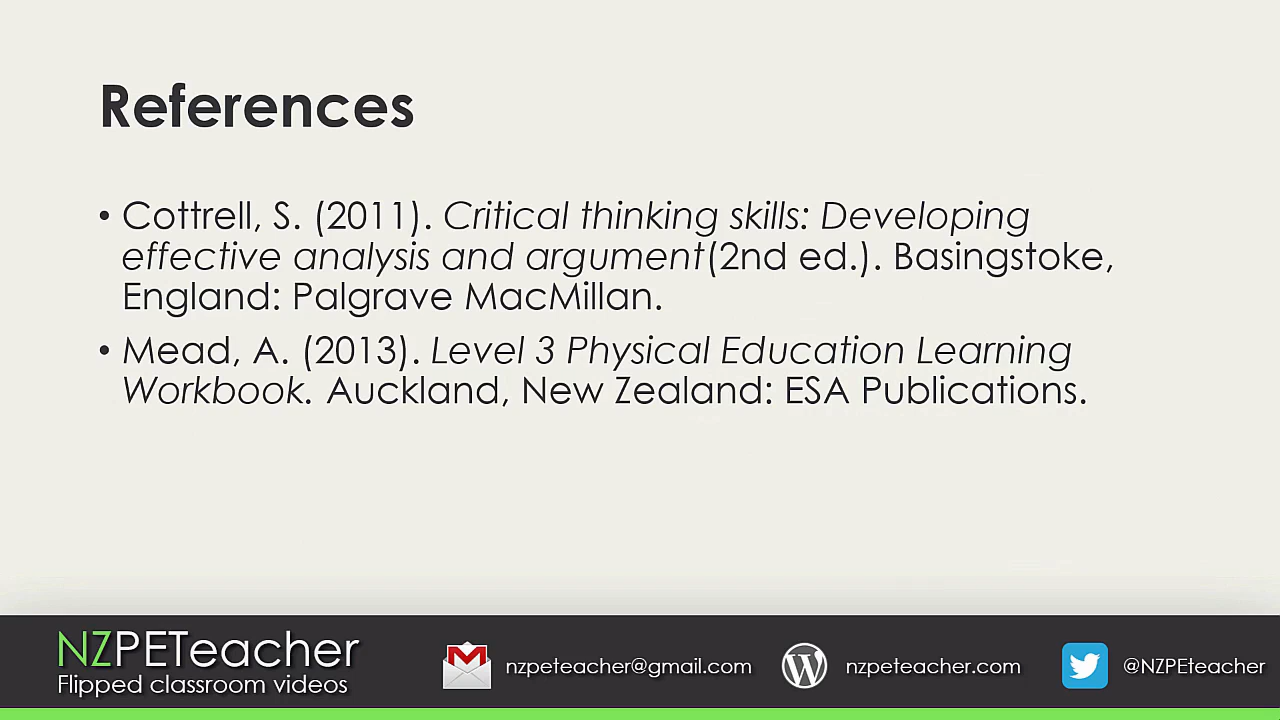 References
• Cottrell, S. (2011). Critical thinking skills: Developing
effective analysis and argument(2nd ed.). Basingstoke,
England: Palgrave MacMillan.
• Mead, A. (2013). Level 3 Physical Education Learning
Workbook. Auckland, New Zealand: ESA Publications.
NZPETeacher
Flipped classroom videos
nzpeteacher@gmail.com
nzpeteacher.com
@NZPEteacher